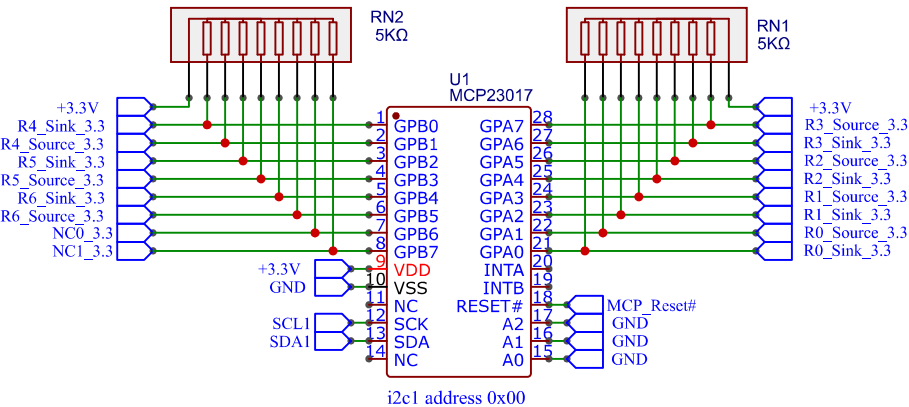 RN2
5KΩ
RN1
5KΩ
U1
MCP23017
+3.3V
R4_Sink_3.3
R4_Source_3.3
R5_Sink_3.3
R5_Source_3.3
R6_Sink_3.3
R6_Source_3.3
NC0_3.3
NC1_3.3
+3.3V
GND
SCL1
SDA1
1 GPB0
2 GPB1
3 GPB2
4 GPB3
5 GPB4
6 GPB5
7 GPB6
8 GPB7
9 VDD
10 VSS
11 NC
12 SCK
13 SDA
14 NC
GPA7 28
GPA6 27
GPA5 26
GPA4 25
GPA3 24
GPA2 23
GPA1 22
GPA0 21
INTA 20
INTB 19
RESET# 18
A2 17
A1 16
A0 15
+3.3V
R3_Source_3.3
R3_Sink_3.3
R2_Source_3.3
R2_Sink_3.3
R1_Source_3.3
R1_Sink_3.3
R0_Source_3.3
R0_Sink_3.3
MCP_Reset#
GND
GND
GND
i2c1 address 0x00